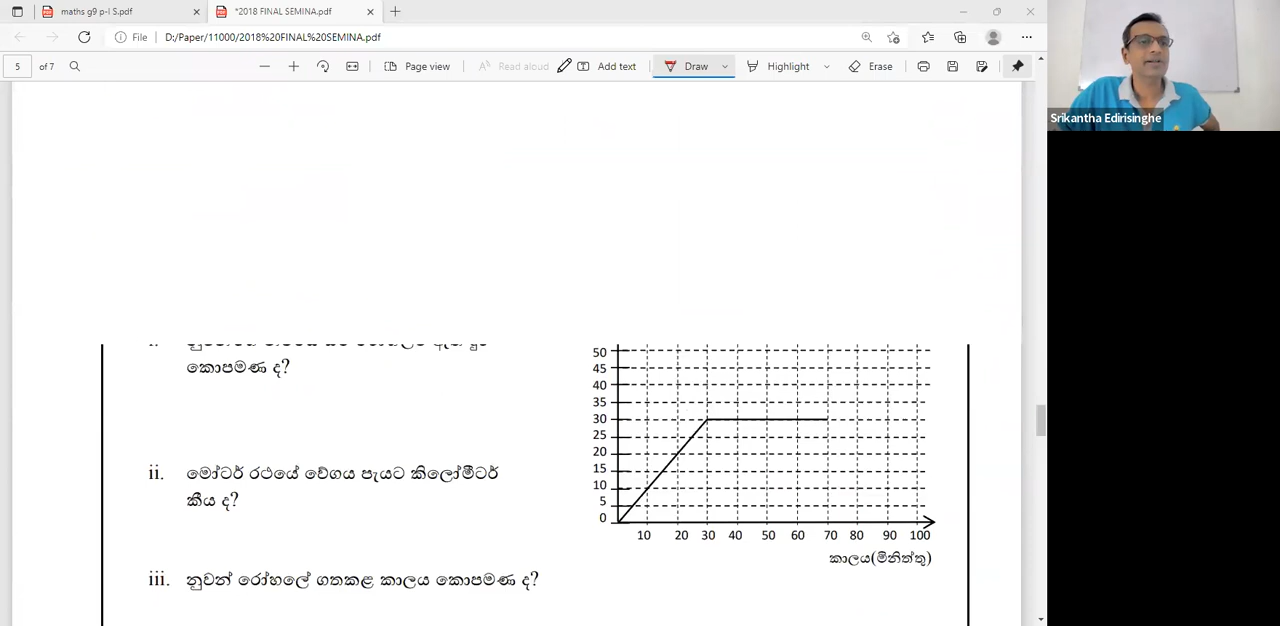 maths g9 p-I S.pdf
*2018 FINAL SEMINA.pdf
File
D:/Paper/11000/2018%20FINAL%20SEMINA.pdf
5 of 7
Page view
Read aloud
Add text
Draw
Highlight
Erase
Srikantha Edirisinghe
කොපමණ ද?
ii. මෝටර් රථයේ වේගය පැයට කිලෝමීටර්
කීය ද?
iii. නුවන් රෝහලේ ගතකළ කාලය කොපමණ ද?
50
45
40
35
30
25
20
15
10
5
0
10 20 30 40 50 60 70 80 90 100
කාලය(මිනිත්තු)